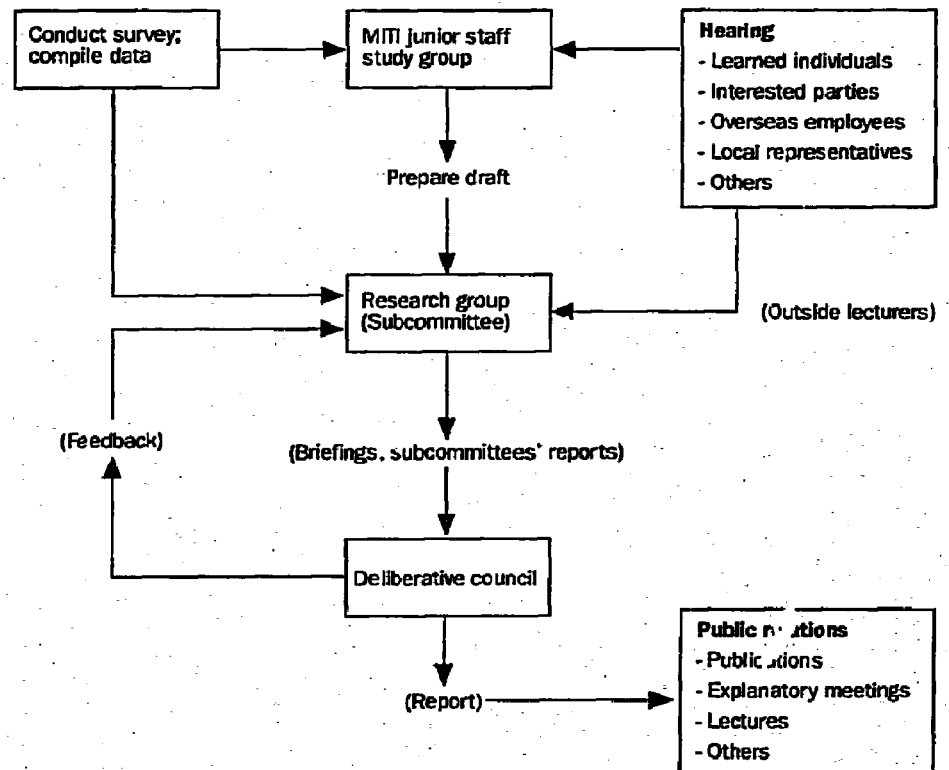 Conduct survey;
compile data
MITI junior staff
study group
Hearing
- Learned individuals
- Interested parties
- Overseas employees
- Local representatives
- Others
Prepare draft
Research group
(Subcommittee)
(Outside lecturers)
(Feedback)
(Briefings, subcommittees' reports)
Deliberative council
(Report)
Public
- Publications
- Explanatory meetings
- Lectures
- Others